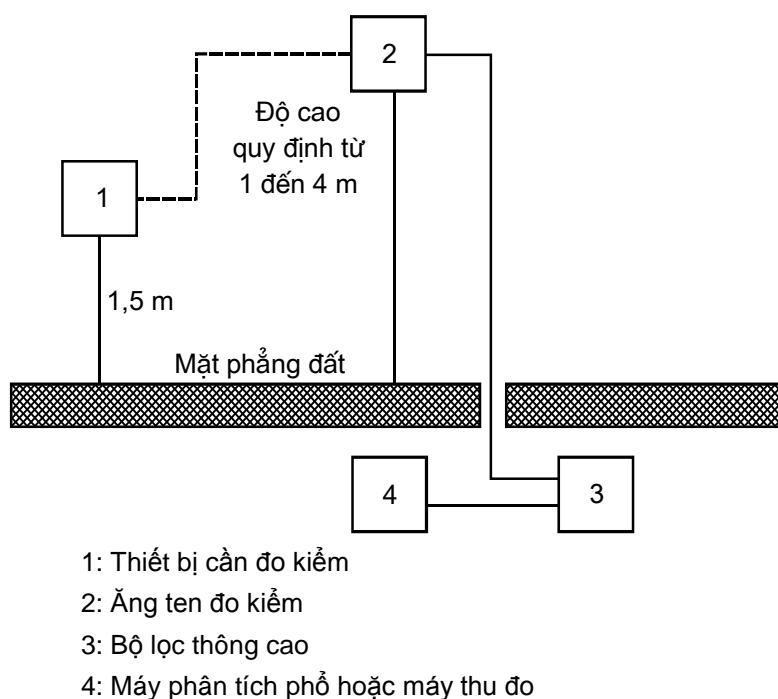 2
Độ cao
quy định từ
1 đến 4 m
1
1,5 m
Mặt phẳng đất
4
3
1: Thiết bị cần đo kiểm
2: Ăng ten đo kiểm
3: Bộ lọc thông cao
4: Máy phân tích phổ hoặc máy thu đo